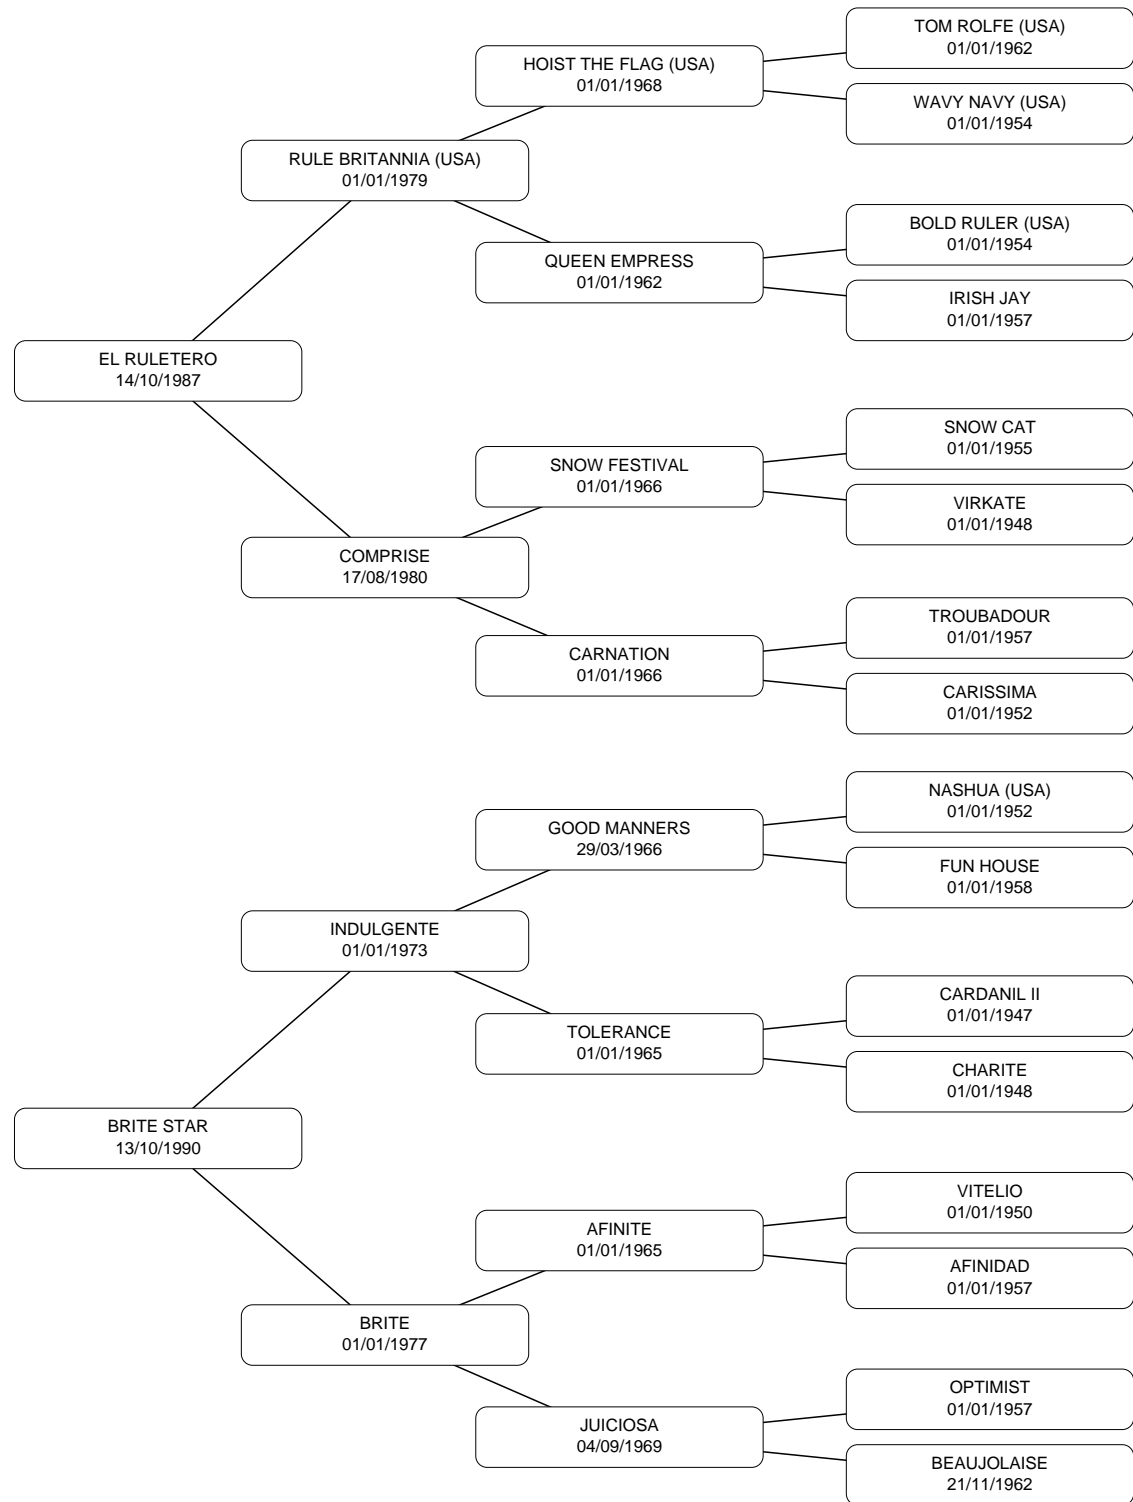 TOM ROLFE (USA)
01/01/1962
HOIST THE FLAG (USA)
01/01/1968
WAVY NAVY (USA)
01/01/1954
RULE BRITANNIA (USA)
01/01/1979
BOLD RULER (USA)
01/01/1954
QUEEN EMPRESS
01/01/1962
IRISH JAY
01/01/1957
EL RULETERO
14/10/1987
SNOW CAT
01/01/1955
SNOW FESTIVAL
01/01/1966
VIRKATE
01/01/1948
COMPRISE
17/08/1980
TROUBADOUR
01/01/1957
CARNATION
01/01/1966
CARISSIMA
01/01/1952
NASHUA (USA)
01/01/1952
GOOD MANNERS
29/03/1966
FUN HOUSE
01/01/1958
INDULGENTE
01/01/1973
CARDANIL II
01/01/1947
TOLERANCE
01/01/1965
CHARITE
01/01/1948
BRITE STAR
13/10/1990
VITELIO
01/01/1950
AFINITE
01/01/1965
AFINIDAD
01/01/1957
BRITE
01/01/1977
OPTIMIST
01/01/1957
JUICIOSA
04/09/1969
BEAUJOLAISE
21/11/1962